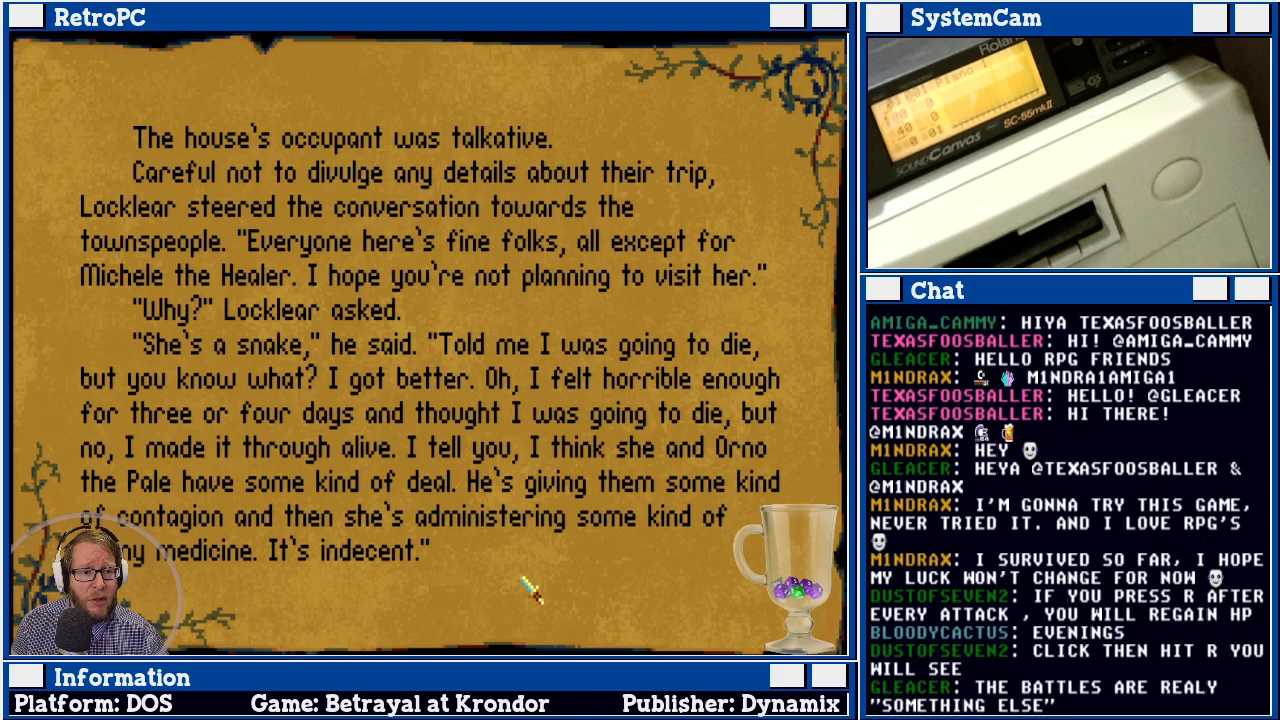 RetroPC
The house's occupant was talkative.
Careful not to divulge any details about their trip,
Locklear steered the conversation towards the
townspeople. "Everyone here's fine folks, all except for
Michele the Healer. I hope you're not planning to visit her."
"Why?" Locklear asked.
"She's a snake," he said. "Told me I was going to die,
but you know what? I got better. Oh, I felt horrible enough
for three or four days and thought I was going to die, but
no, I made it through alive. I tell you, I think she and Orno
the Pale have some kind of deal. He's giving them some kind
of contagion and then she's administering some kind of
medicine. It's indecent."
SystemCam
Roland
Piano 1
SC-55mkII
SOUND Canvas
Chat
AMIGA_CAMMY: HIYA TEXASFOOSBALLER
TEXASFOOSBALLER: HI! @AMIGA_CAMMY
GLEACER: HELLO RPG FRIENDS
M1NDRAX: M1NDRA1AMIGA1
TEXASFOOSBALLER: HELLO! @GLEACER
TEXASFOOSBALLER: HI THERE!
@M1NDRAX
M1NDRAX: HEY
GLEACER: HEYA @TEXASFOOSBALLER &
@M1NDRAX
M1NDRAX: I'M GONNA TRY THIS GAME,
NEVER TRIED IT. AND I LOVE RPG'S
M1NDRAX: I SURVIVED SO FAR, I HOPE
MY LUCK WON'T CHANGE FOR NOW
DUSTOFSEVEN2: IF YOU PRESS R AFTER
EVERY ATTACK , YOU WILL REGAIN HP
BLOODYCACTUS: EVENINGS
DUSTOFSEVEN2: CLICK THEN HIT R YOU
WILL SEE
GLEACER: THE BATTLES ARE REALY
"SOMETHING ELSE"
Information
Platform: DOS Game: Betrayal at Krondor Publisher: Dynamix